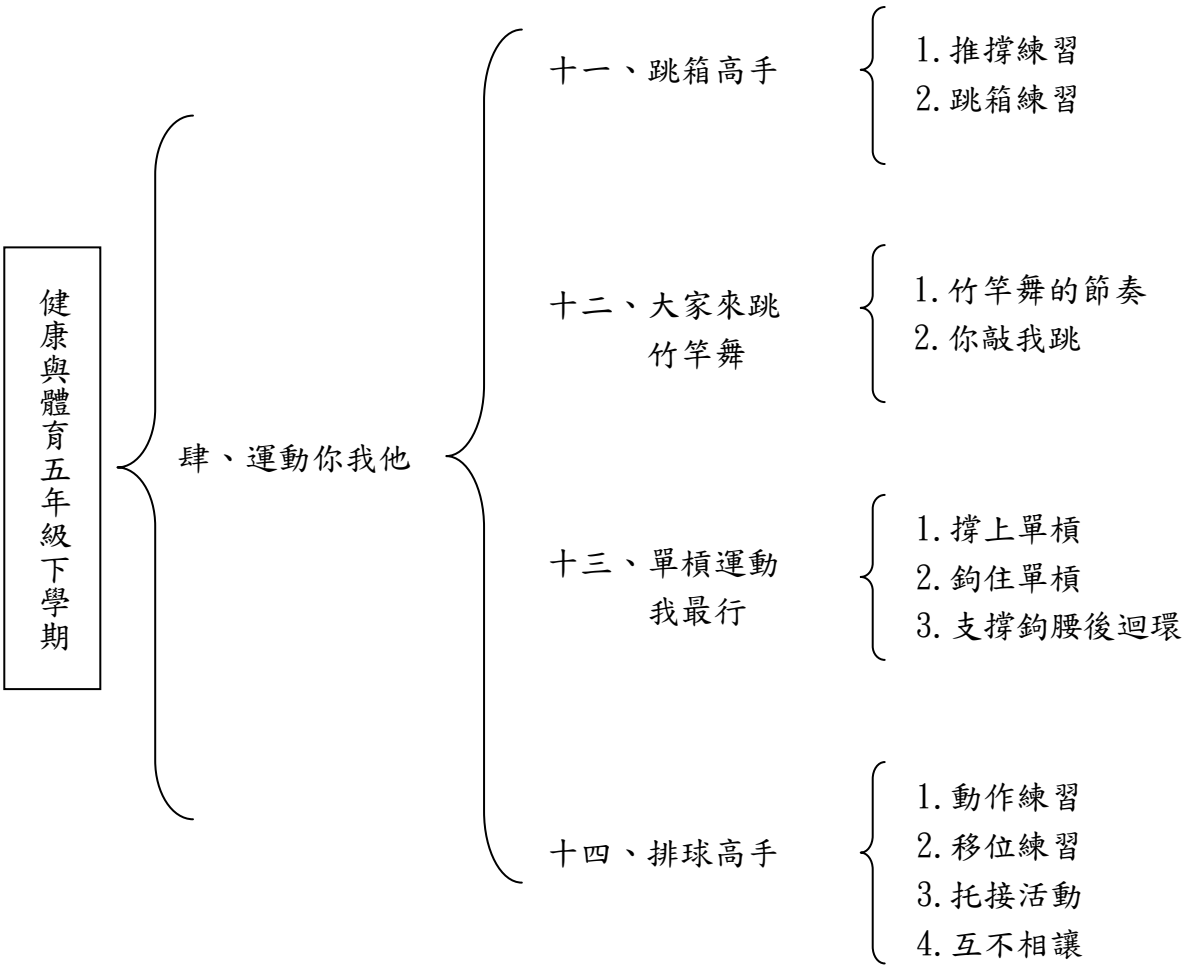 健康與體育五年級下學期
肆、運動你我他
十一、跳箱高手
1.推撐練習
2.跳箱練習
十二、大家來跳
竹竿舞
1.竹竿舞的節奏
2.你敲我跳
十三、單槓運動
我最行
1.撐上單槓
2.鉤住單槓
3.支撐鉤腰後迴環
十四、排球高手
1.動作練習
2.移位練習
3.托接活動
4.互不相讓